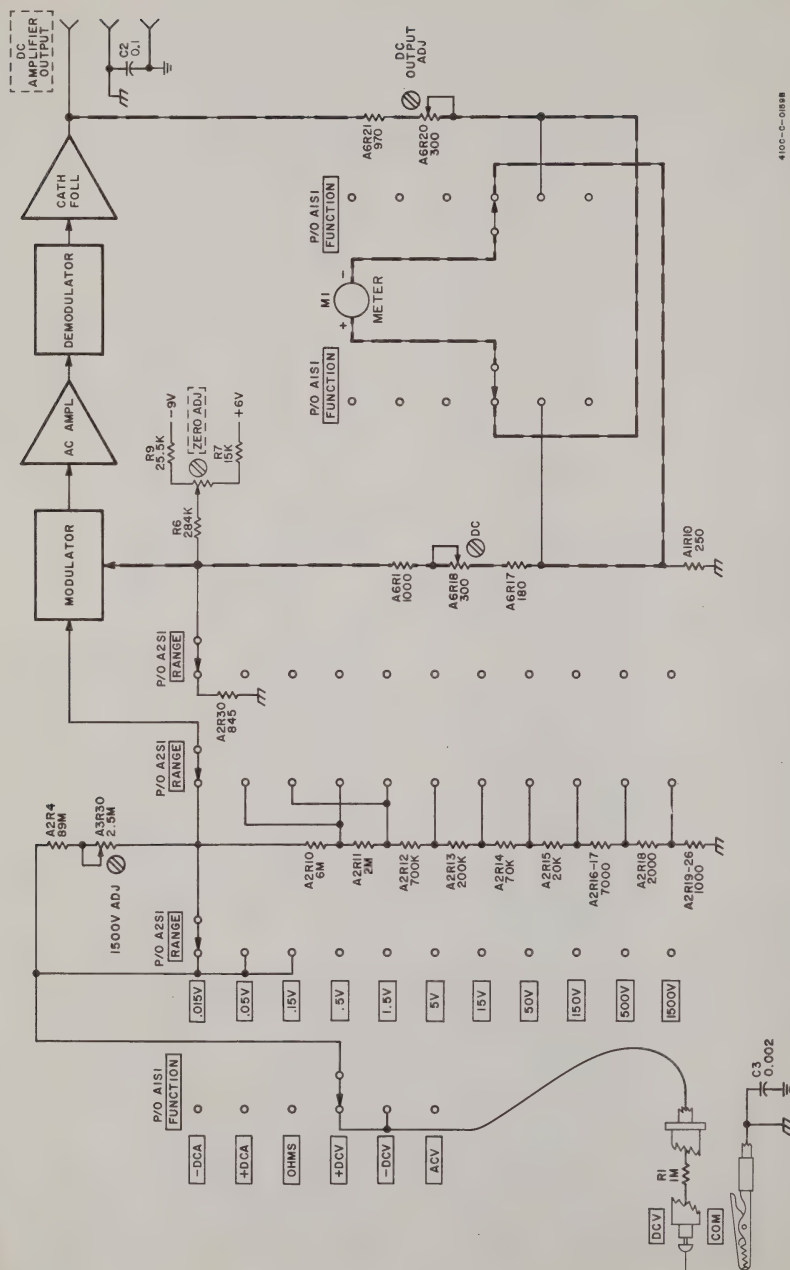 DC
AMPLIFIER
OUTPUT
C2
0.1
CATH
FOLL
DEMODULATOR
AC AMPL
MODULATOR
R9
25.5K
-9V
ZERO ADJ
R7
15K
+6V
R6
284K
A6R21
970
DC
OUTPUT
ADJ
A6R20
300
P/O A1S1
FUNCTION
M1
METER
+
-
P/O A1S1
FUNCTION
A6R1
1000
A6R18
300
DC
A6R17
180
A1R10
250
P/O A2S1
RANGE
A2R30
845
P/O A2S1
RANGE
A2R4
89M
A3R30
2.5M
1500V ADJ
A2R10
6M
A2R11
2M
A2R12
700K
A2R13
200K
A2R14
70K
A2R15
20K
A2R16-17
7000
A2R18
2000
A2R19-26
1000
P/O A2S1
RANGE
.015V
.05V
.15V
.5V
1.5V
5V
15V
50V
150V
500V
1500V
P/O A1S1
FUNCTION
-DCA
+DCA
OHMS
+DCV
-DCV
ACV
DCV
R1
1M
COM
C3
0.002
410C-C-0159B